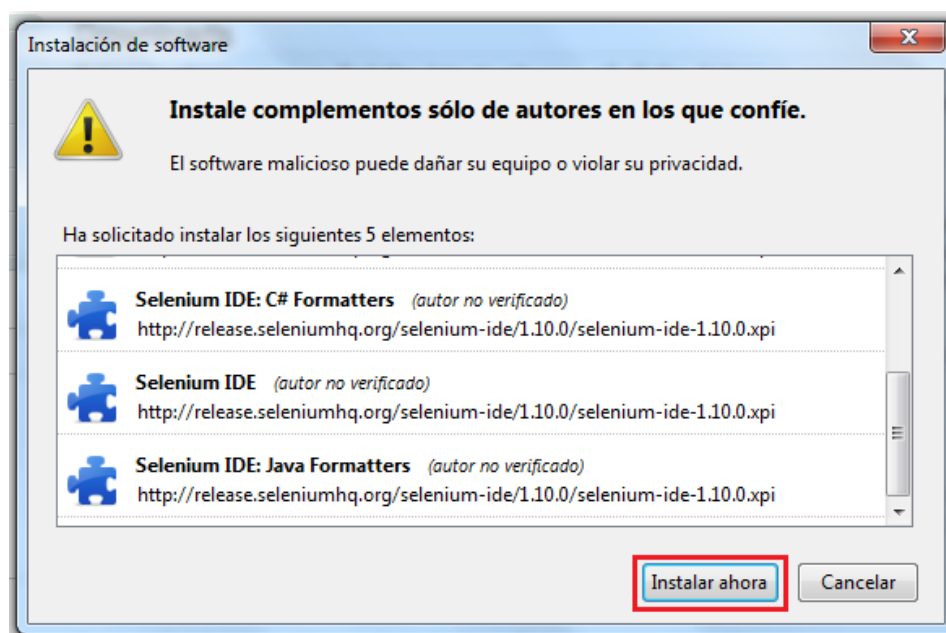 Instalación de software
Instale complementos sólo de autores en los que confíe.
El software malicioso puede dañar su equipo o violar su privacidad.
Ha solicitado instalar los siguientes 5 elementos:
Selenium IDE: C# Formatters (autor no verificado)
http://release.seleniumhq.org/selenium-ide/1.10.0/selenium-ide-1.10.0.xpi
Selenium IDE (autor no verificado)
http://release.seleniumhq.org/selenium-ide/1.10.0/selenium-ide-1.10.0.xpi
Selenium IDE: Java Formatters (autor no verificado)
http://release.seleniumhq.org/selenium-ide/1.10.0/selenium-ide-1.10.0.xpi
Instalar ahora Cancelar